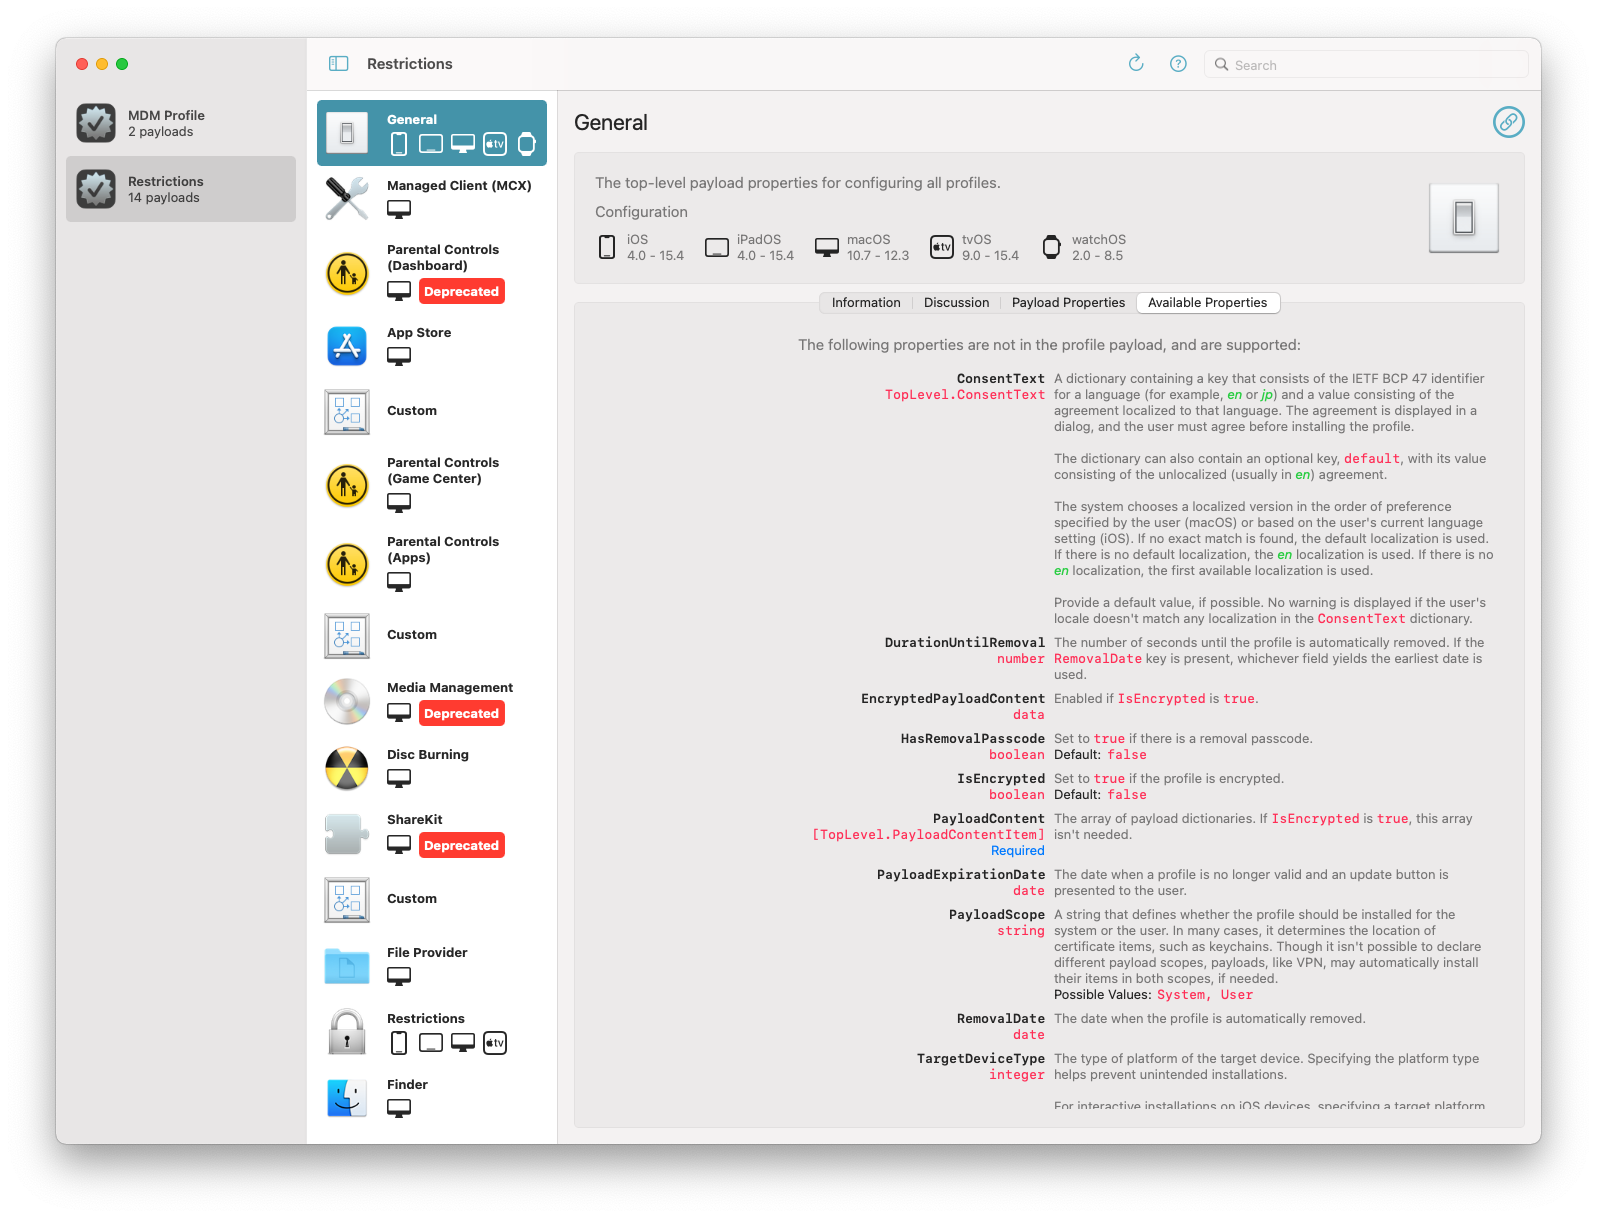 Restrictions
Search
MDM Profile
2 payloads
Restrictions
14 payloads
General
tv
Managed Client (MCX)
Parental Controls
(Dashboard)
Deprecated
App Store
Custom
Parental Controls
(Game Center)
Parental Controls
(Apps)
Custom
Media Management
Deprecated
Disc Burning
ShareKit
Deprecated
Custom
File Provider
Restrictions
tv
Finder
General
The top-level payload properties for configuring all profiles.
Configuration
iOS
4.0 - 15.4
iPadOS
4.0 - 15.4
macOS
10.7 - 12.3
tv
tvOS
9.0 - 15.4
watchOS
2.0 - 8.5
Information
Discussion
Payload Properties
Available Properties
The following properties are not in the profile payload, and are supported:
ConsentText
TopLevel.ConsentText
A dictionary containing a key that consists of the IETF BCP 47 identifier
for a language (for example, en or jp) and a value consisting of the
agreement localized to that language. The agreement is displayed in a
dialog, and the user must agree before installing the profile.
The dictionary can also contain an optional key, default, with its value
consisting of the unlocalized (usually in en) agreement.
The system chooses a localized version in the order of preference
specified by the user (macOS) or based on the user's current language
setting (iOS). If no exact match is found, the default localization is used.
If there is no default localization, the en localization is used. If there is no
en localization, the first available localization is used.
Provide a default value, if possible. No warning is displayed if the user's
locale doesn't match any localization in the ConsentText dictionary.
DurationUntilRemoval
number
The number of seconds until the profile is automatically removed. If the
RemovalDate key is present, whichever field yields the earliest date is
used.
EncryptedPayloadContent
data
Enabled if IsEncrypted is true.
HasRemovalPasscode
boolean
Set to true if there is a removal passcode.
Default: false
IsEncrypted
boolean
Set to true if the profile is encrypted.
Default: false
PayloadContent
[TopLevel.PayloadContentItem]
Required
The array of payload dictionaries. If IsEncrypted is true, this array
isn't needed.
PayloadExpirationDate
date
The date when a profile is no longer valid and an update button is
presented to the user.
PayloadScope
string
A string that defines whether the profile should be installed for the
system or the user. In many cases, it determines the location of
certificate items, such as keychains. Though it isn't possible to declare
different payload scopes, payloads, like VPN, may automatically install
their items in both scopes, if needed.
Possible Values: System, User
RemovalDate
date
The date when the profile is automatically removed.
TargetDeviceType
integer
The type of platform of the target device. Specifying the platform type
helps prevent unintended installations.
For interactive installations on iOS devices, specifying a target platform